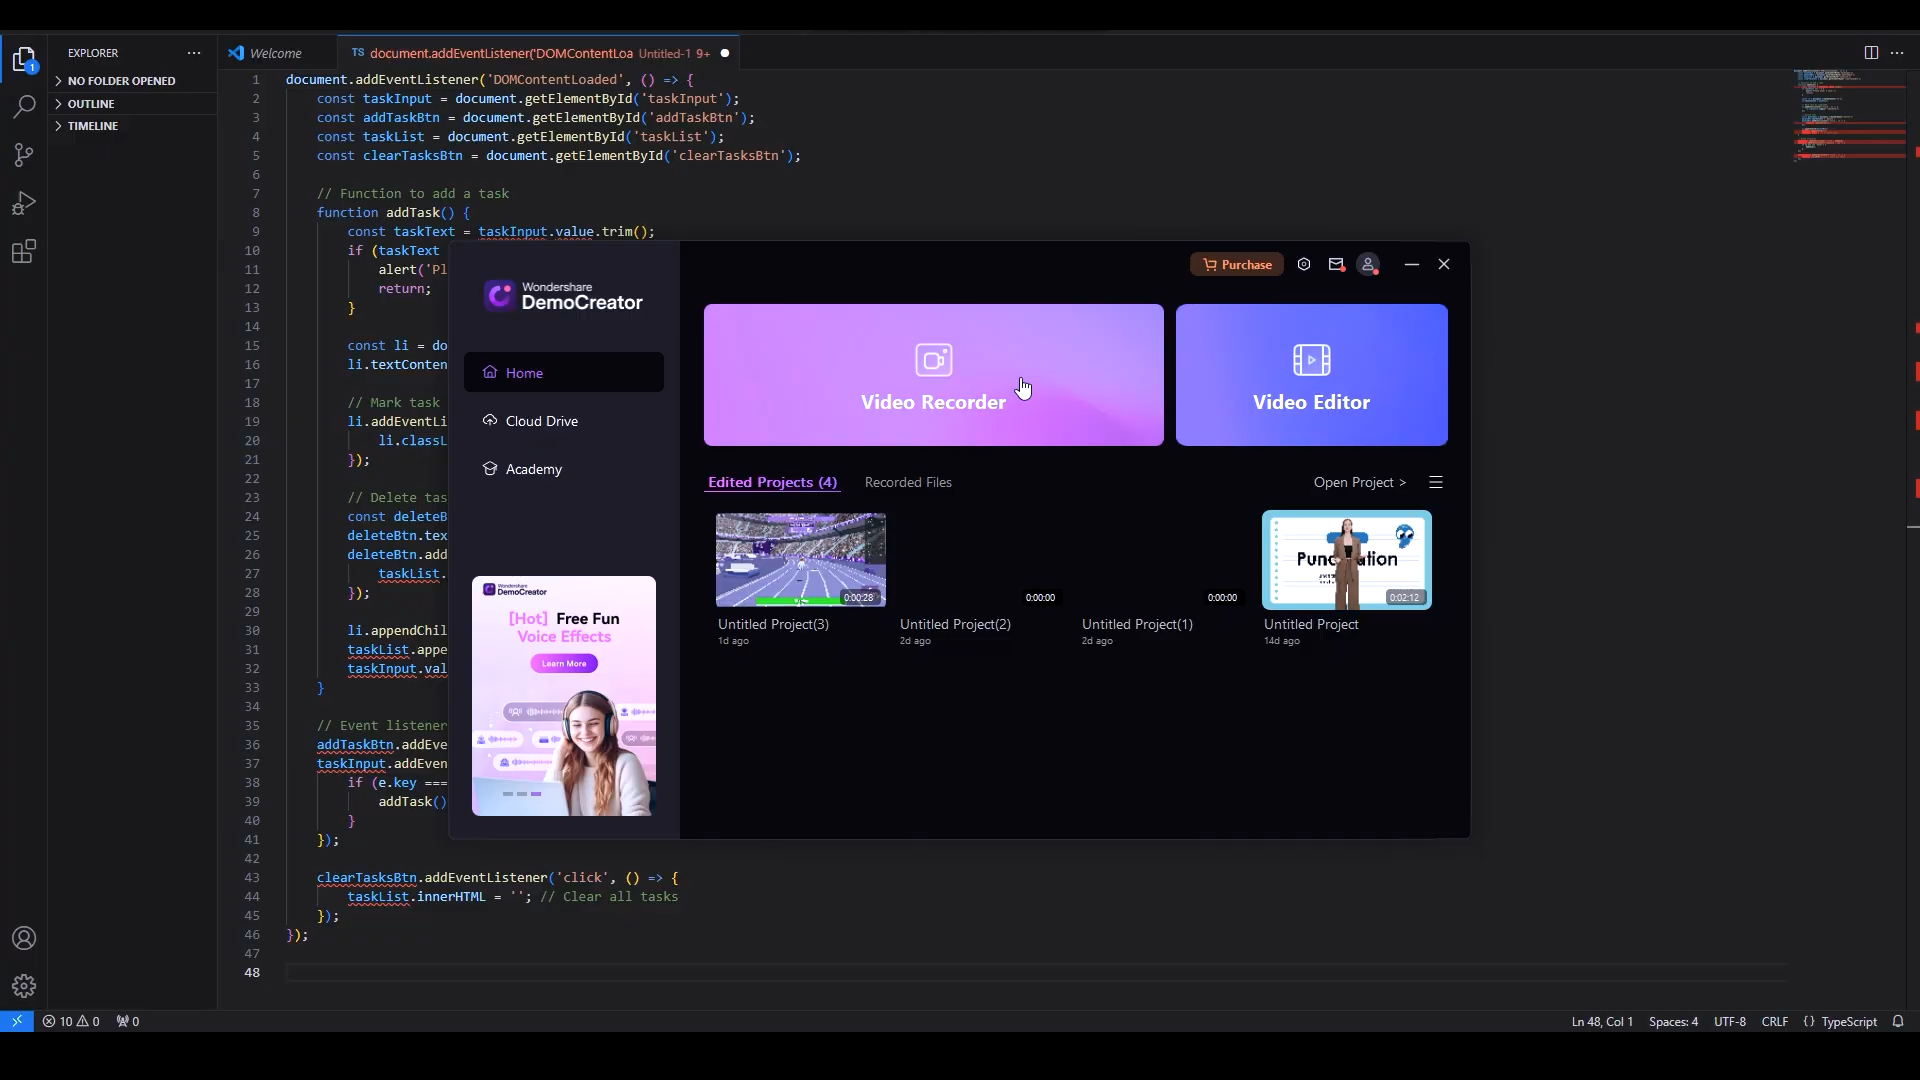 EXPLORER
NO FOLDER OPENED
OUTLINE
TIMELINE
1
Welcome
TS document.addEventListener('DOMContentLoa Untitled-1 9+
1 document.addEventListener('DOMContentLoaded', () => {
2 const taskInput = document.getElementById('taskInput');
3 const addTaskBtn = document.getElementById('addTaskBtn');
4 const taskList = document.getElementById('taskList');
5 const clearTasksBtn = document.getElementById('clearTasksBtn');
6
7 // Function to add a task
8 function addTask() {
9 const taskText = taskInput.value.trim();
10 if (taskText
11 alert('Pl
12 return;
13 }
14
15 const li = do
16 li.textConten
17
18 // Mark task
19 li.addEventLi
20 li.classL
21 });
22
23 // Delete tas
24 const deleteB
25 deleteBtn.tex
26 deleteBtn.add
27 taskList.
28 });
29
30 li.appendChil
31 taskList.appe
32 taskInput.val
33 }
34
35 // Event listener
36 addTaskBtn.addEve
37 taskInput.addEven
38 if (e.key ===
39 addTask()
40 }
41 });
42
43 clearTasksBtn.addEventListener('click', () => {
44 taskList.innerHTML = ''; // Clear all tasks
45 });
46 });
47
48
Wondershare
DemoCreator
Home
Cloud Drive
Academy
Wondershare
DemoCreator
[Hot] Free Fun
Voice Effects
Learn More
Purchase
Video Recorder
Video Editor
Edited Projects (4)
Recorded Files
Open Project >
0:00:28
Untitled Project(3)
1d ago
0:00:00
Untitled Project(2)
2d ago
0:00:00
Untitled Project(1)
2d ago
0:02:12
Untitled Project
14d ago
10 0
0
Ln 48, Col 1
Spaces: 4
UTF-8
CRLF
{} TypeScript